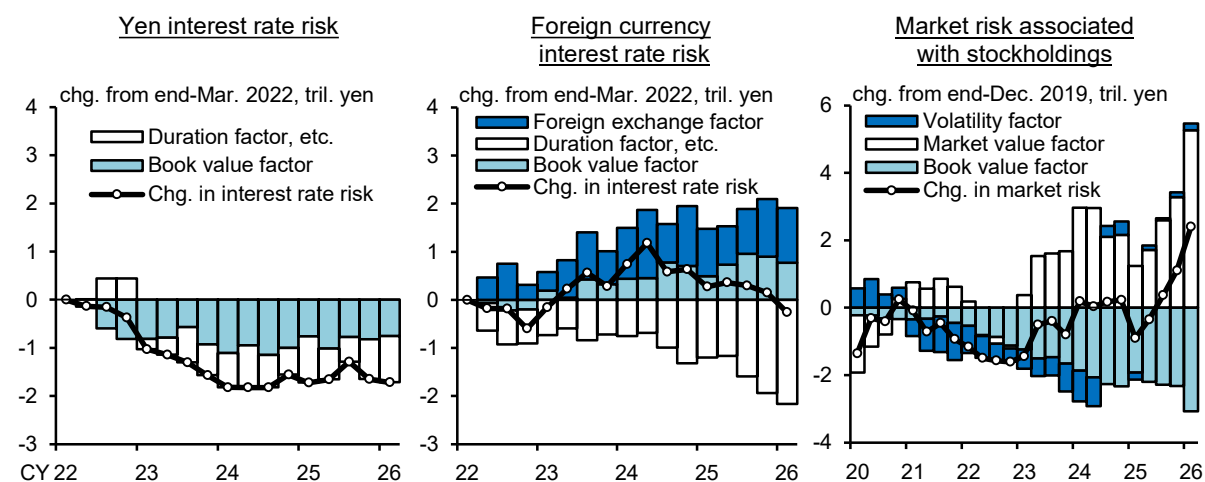 Yen interest rate risk
chg. from end-Mar. 2022, tril. yen
4
3
2
1
0
-1
-2
-3
Duration factor, etc.
Book value factor
Chg. in interest rate risk
CY 22 23 24 25 26
Foreign currency
interest rate risk
chg. from end-Mar. 2022, tril. yen
4
3
2
1
0
-1
-2
-3
Foreign exchange factor
Duration factor, etc.
Book value factor
Chg. in interest rate risk
22 23 24 25 26
Market risk associated
with stockholdings
chg. from end-Dec. 2019, tril. yen
6
4
2
0
-2
-4
Volatility factor
Market value factor
Book value factor
Chg. in market risk
20 21 22 23 24 25 26